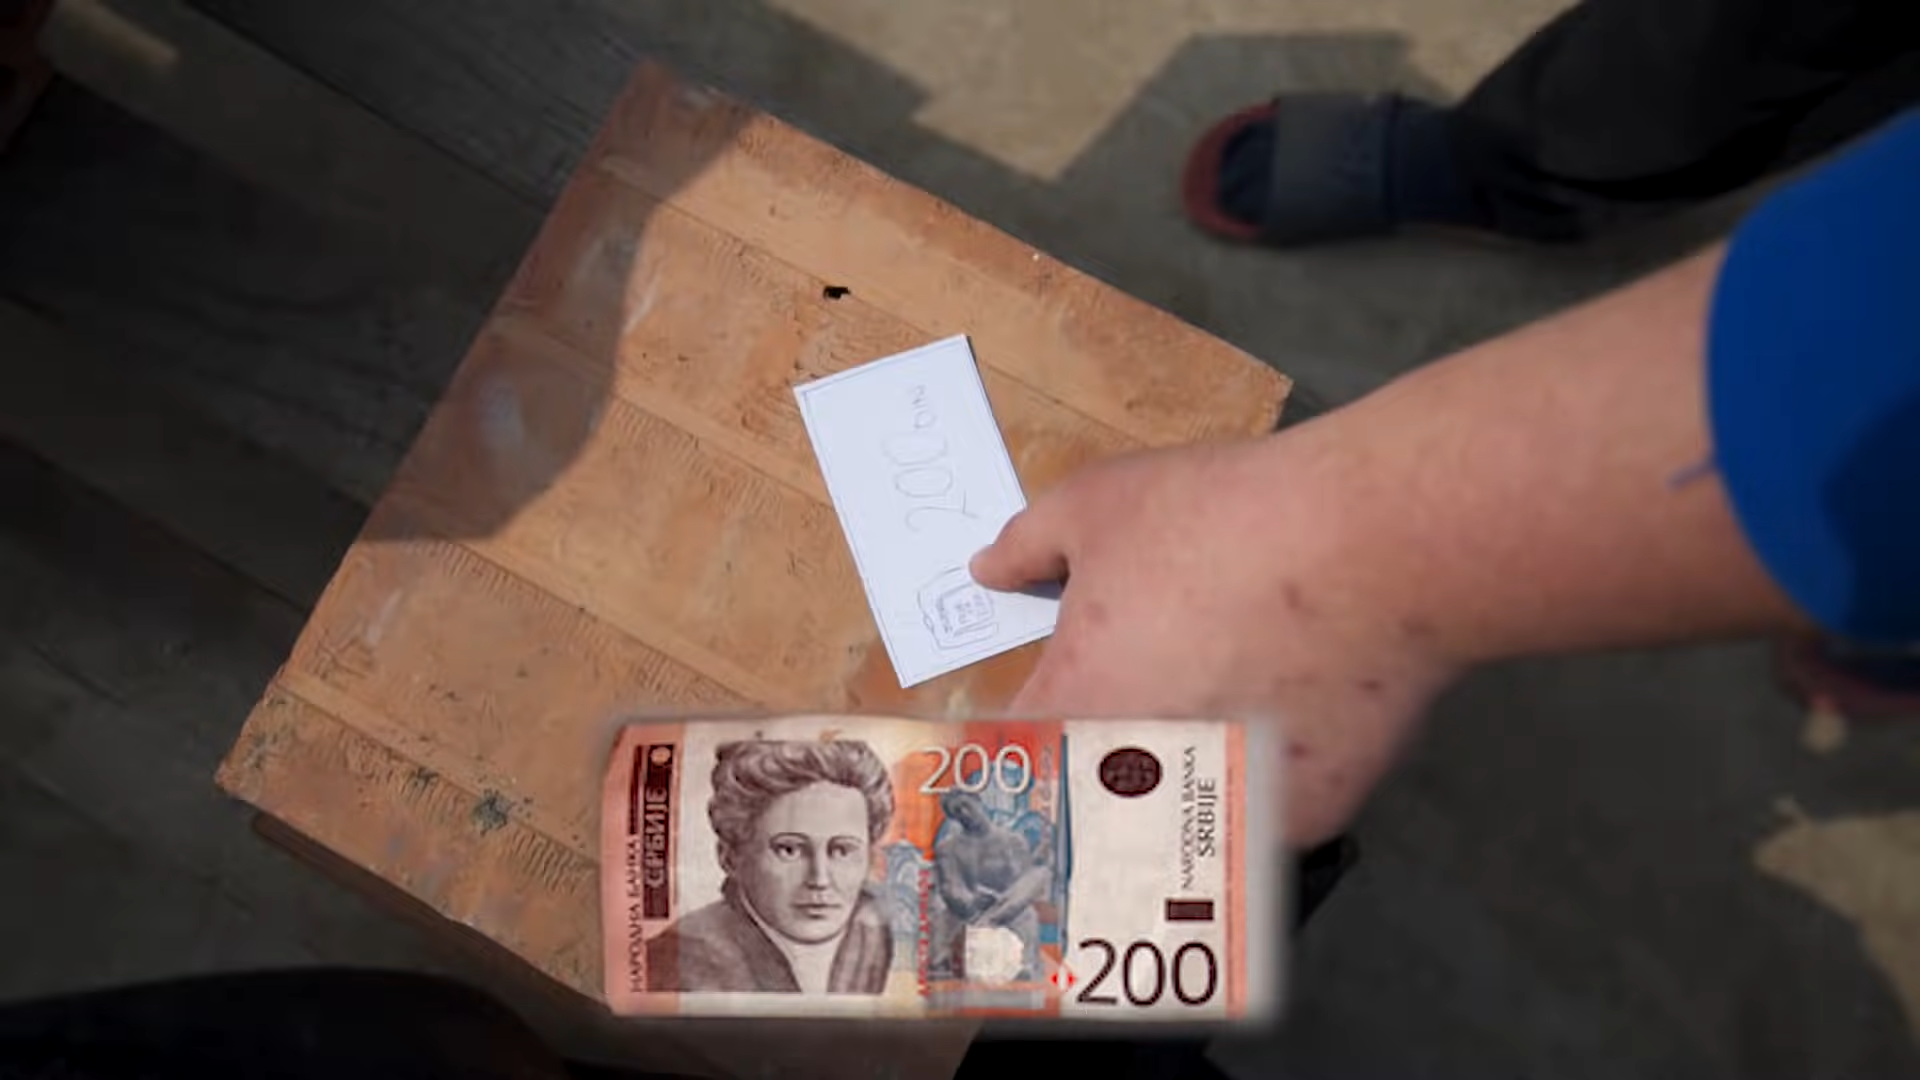 200 DIN
НАРОДНА БАНКА
СРБИЈЕ
200
NARODNA BANKA
SRBIJE
200